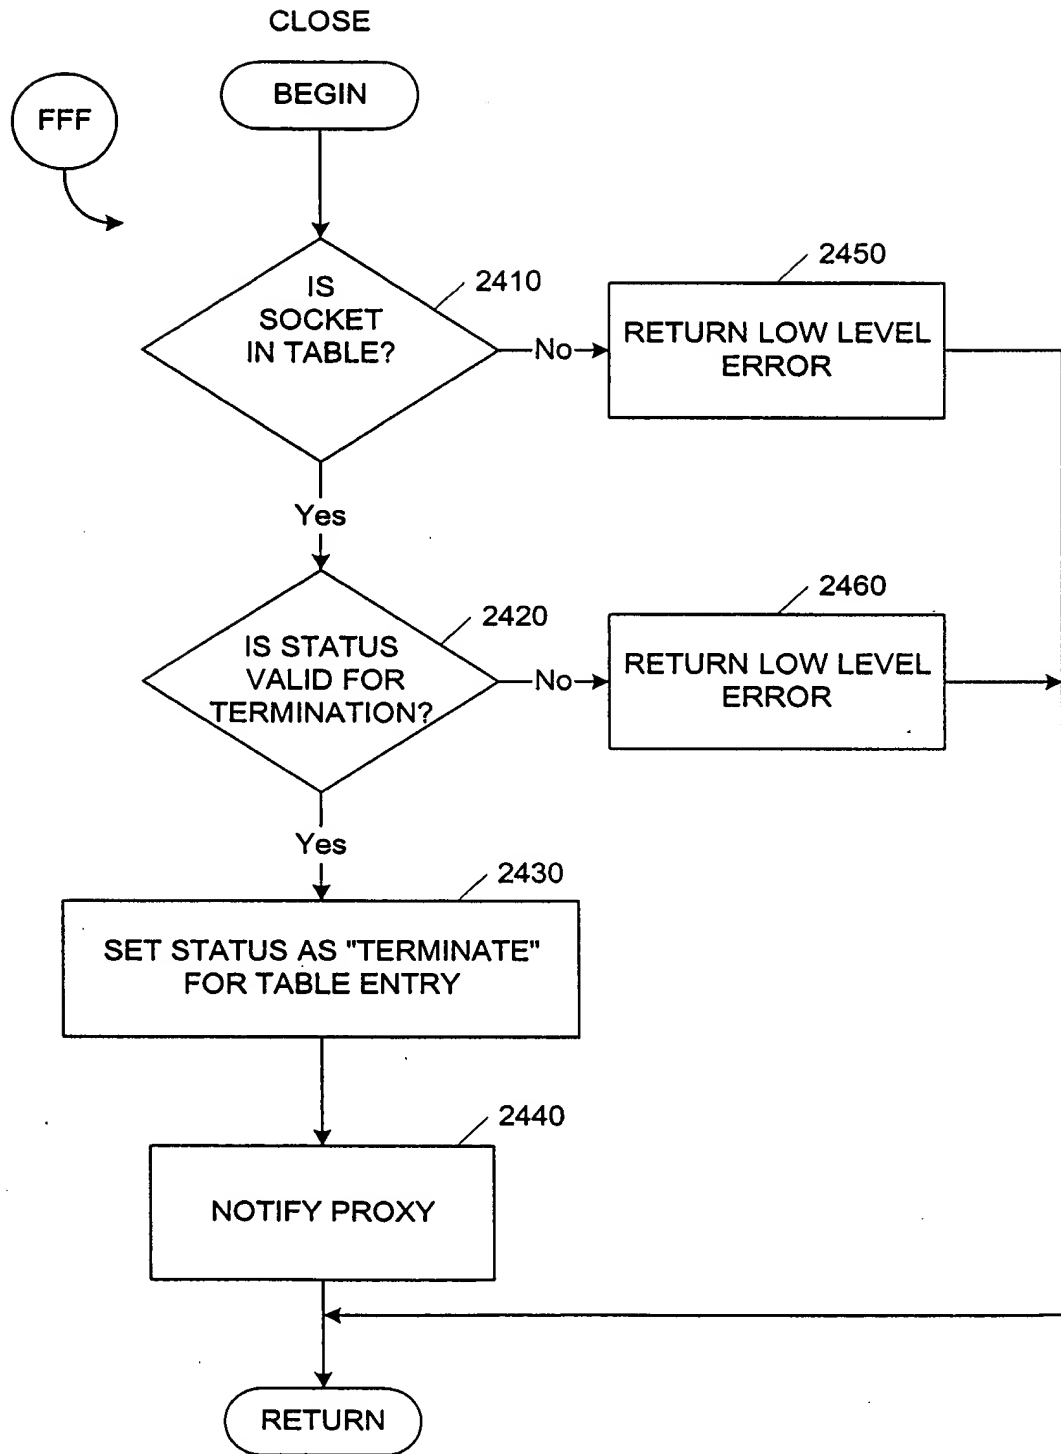 CLOSE
BEGIN
FFF
2410
IS
SOCKET
IN TABLE?
No
2450
RETURN LOW LEVEL
ERROR
Yes
2420
IS STATUS
VALID FOR
TERMINATION?
No
2460
RETURN LOW LEVEL
ERROR
Yes
2430
SET STATUS AS "TERMINATE"
FOR TABLE ENTRY
2440
NOTIFY PROXY
RETURN